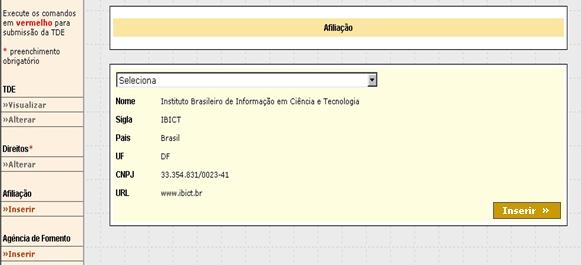 Execute os comandos
em vermelho para
submissão da TDE
* preenchimento
obrigatório
TDE
»Visualizar
»Alterar
Direitos*
»Alterar
Afiliação
»Inserir
Agência de Fomento
»Inserir
Afiliação
Seleciona
Nome Instituto Brasileiro de Informação em Ciência e Tecnologia
Sigla IBICT
Pais Brasil
UF DF
CNPJ 33.354.831/0023-41
URL www.ibict.br
Inserir »